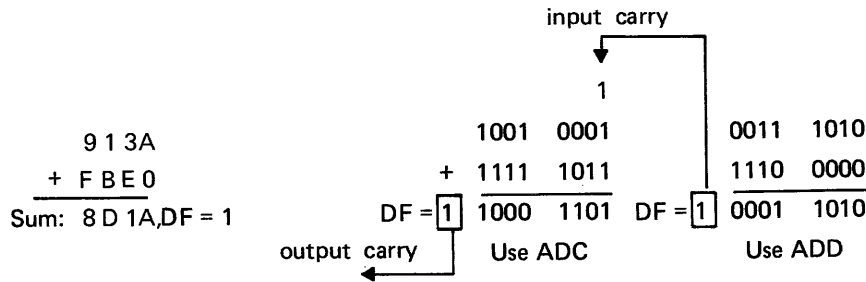 input carry
1
9 1 3A
1001 0001 0011 1010
+ F B E 0
+ 1111 1011 1110 0000
Sum: 8 D 1A,DF = 1
DF = 1 1000 1101 DF = 1 0001 1010
output carry
Use ADC Use ADD